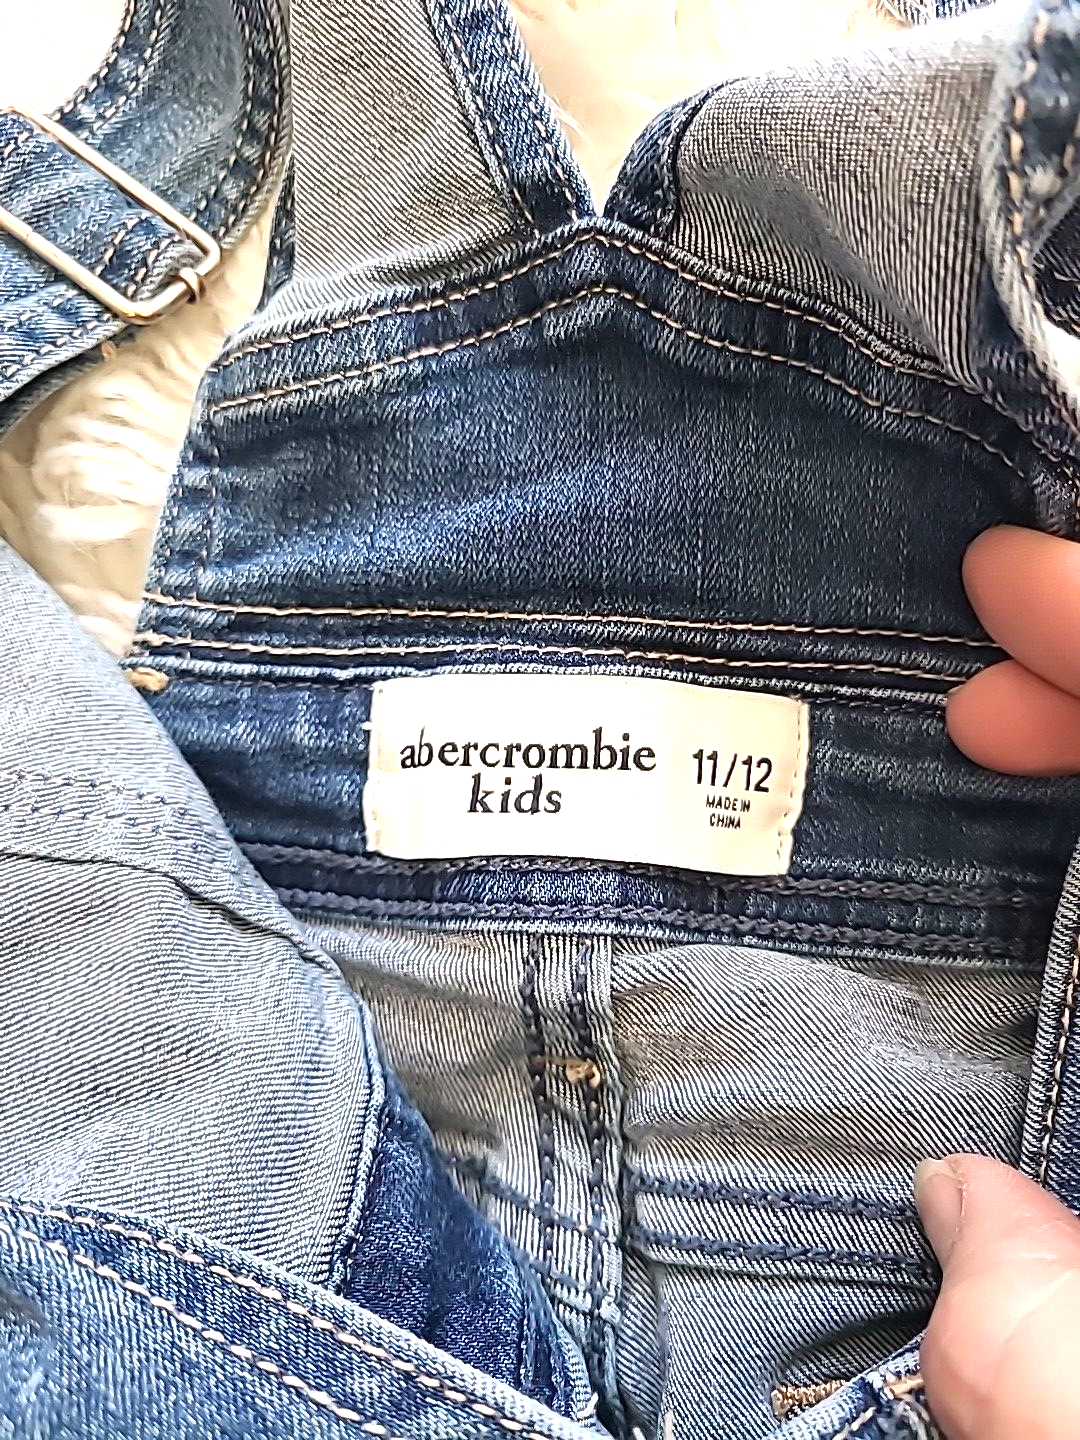 abercrombie
kids
11/12
MADE IN
CHINA